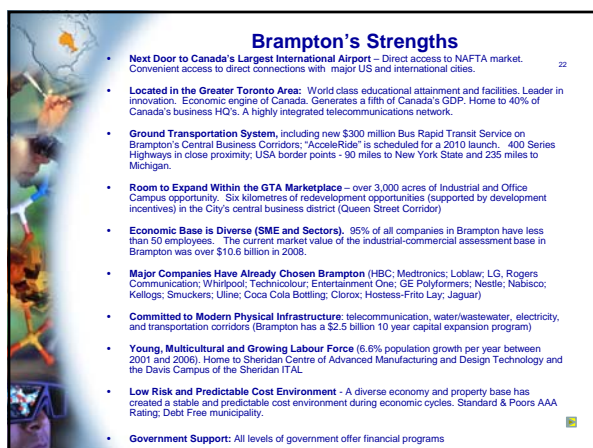 Brampton's Strengths
22
• Next Door to Canada's Largest International Airport – Direct access to NAFTA market.
Convenient access to direct connections with major US and international cities.
• Located in the Greater Toronto Area: World class educational attainment and facilities. Leader in
innovation. Economic engine of Canada. Generates a fifth of Canada's GDP. Home to 40% of
Canada's business HQ's. A highly integrated telecommunications network.
• Ground Transportation System, including new $300 million Bus Rapid Transit Service on
Brampton's Central Business Corridors; "AcceleRide" is scheduled for a 2010 launch. 400 Series
Highways in close proximity; USA border points - 90 miles to New York State and 235 miles to
Michigan.
• Room to Expand Within the GTA Marketplace – over 3,000 acres of Industrial and Office
Campus opportunity. Six kilometres of redevelopment opportunities (supported by development
incentives) in the City's central business district (Queen Street Corridor)
• Economic Base is Diverse (SME and Sectors). 95% of all companies in Brampton have less
than 50 employees. The current market value of the industrial-commercial assessment base in
Brampton was over $10.6 billion in 2008.
• Major Companies Have Already Chosen Brampton (HBC; Medtronics; Loblaw; LG, Rogers
Communication; Whirlpool; Technicolour; Entertainment One; GE Polyformers; Nestle; Nabisco;
Kellogs; Smuckers; Uline; Coca Cola Bottling; Clorox; Hostess-Frito Lay; Jaguar)
• Committed to Modern Physical Infrastructure: telecommunication, water/wastewater, electricity,
and transportation corridors (Brampton has a $2.5 billion 10 year capital expansion program)
• Young, Multicultural and Growing Labour Force (6.6% population growth per year between
2001 and 2006). Home to Sheridan Centre of Advanced Manufacturing and Design Technology and
the Davis Campus of the Sheridan ITAL
• Low Risk and Predictable Cost Environment - A diverse economy and property base has
created a stable and predictable cost environment during economic cycles. Standard & Poors AAA
Rating; Debt Free municipality.
• Government Support: All levels of government offer financial programs